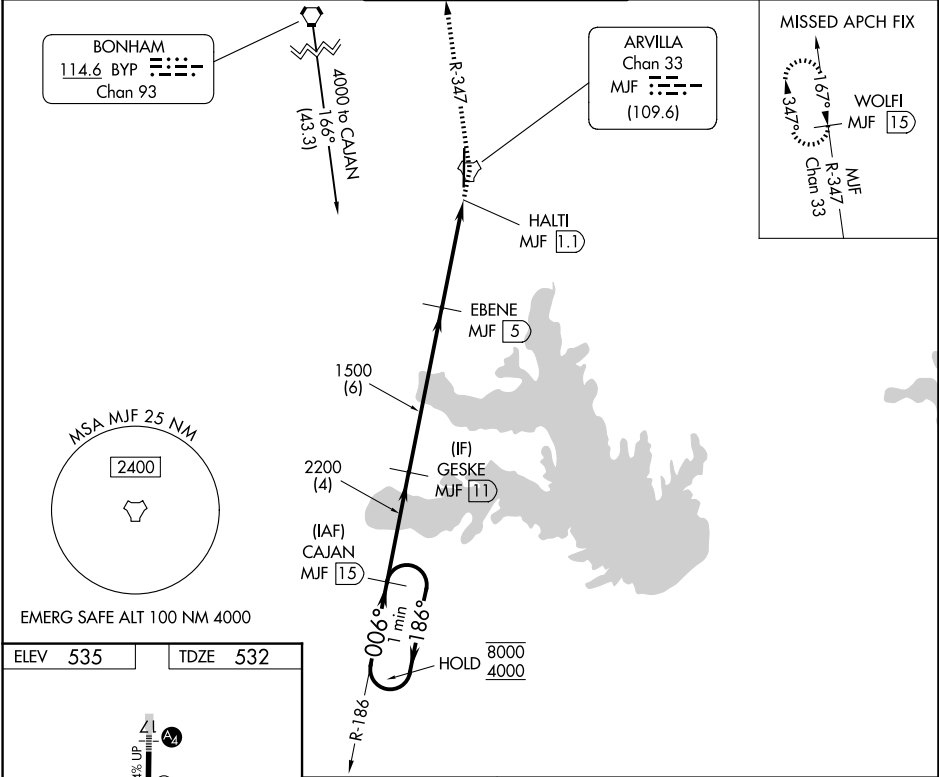 BONHAM
114.6 BYP
Chan 93
4000 to CAJAN
166°
(43.3)
R-347
ARVILLA
Chan 33
MJF
(109.6)
MISSED APCH FIX
167°
347°
WOLFI
MJF 15
MJF
R-347
Chan 33
HALTI
MJF 1.1
EBENE
MJF 5
1500
(6)
MSA MJF 25 NM
2400
(IF)
GESKE
MJF 11
2200
(4)
(IAF)
CAJAN
MJF 15
006°
1 min
186°
HOLD 8000
4000
R-186
EMERG SAFE ALT 100 NM 4000
ELEV 535
TDZE 532
17
A4
% UP